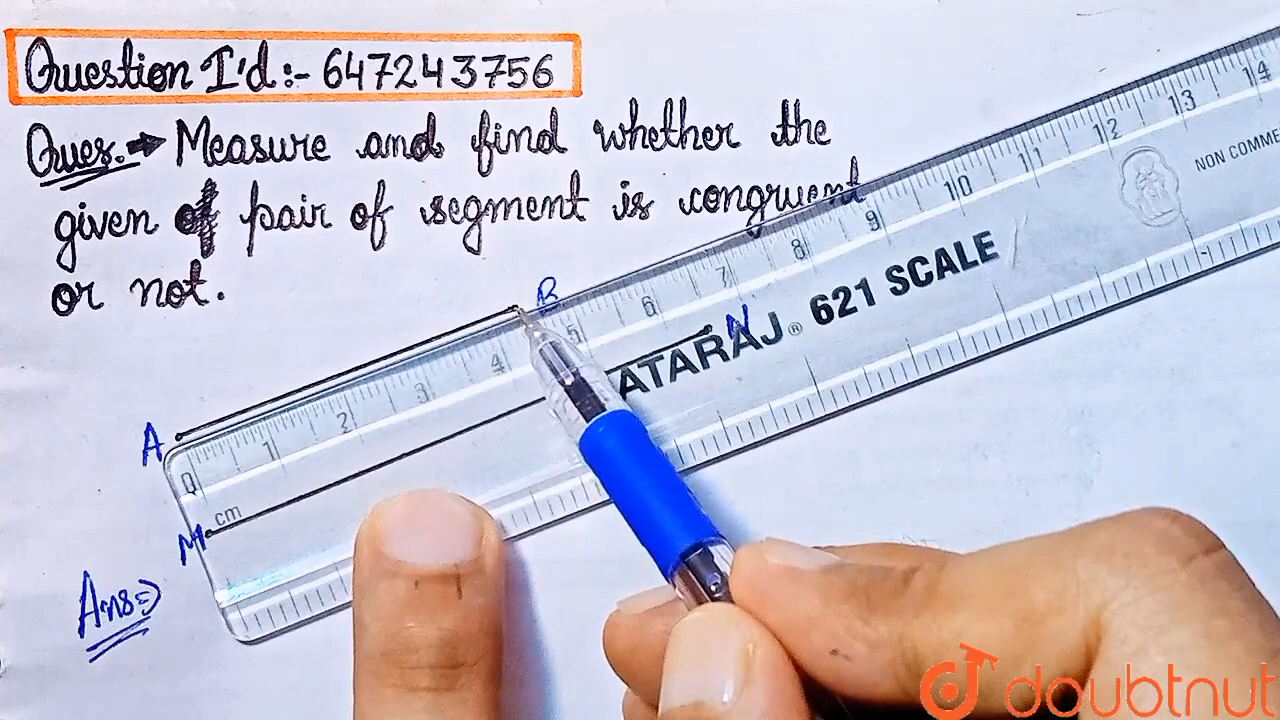 Question I'd:- 647243756
Ques.→ Measure and find whether the
given of pair of segment is congruent
or not.
B
A
N
M
Ans⇒
0 1 2 3 4 5 6 7 8 9 10 11 12 13 14
cm
NATARAJ® 621 SCALE
NON COMME
doubtnut